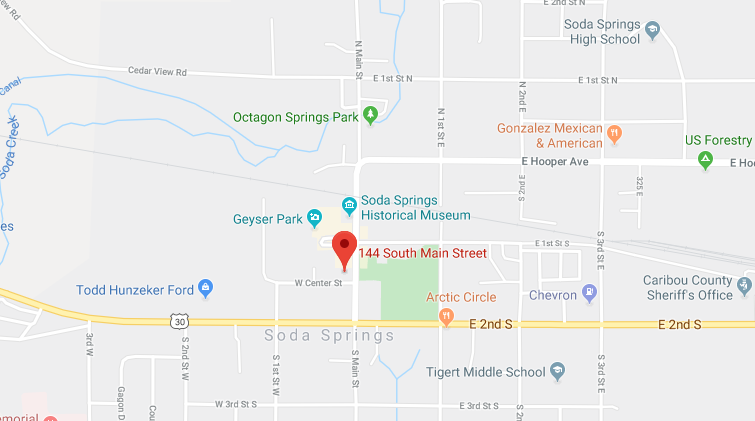 E 2nd St N
Soda Springs
High School
view Rd
N Main St
Cedar View Rd
E 1st St N
E 1st St N
Canal
N 2nd E
Soda Creek
Octagon Springs Park
N 1st St E
Gonzalez Mexican
& American
US Forestry
E Hooper Ave
E Hoo
S 2nd E
325 E
Soda Springs
Historical Museum
Geyser Park
S 3rd St E
E 1st St S
144 South Main Street
W Center St
Todd Hunzeker Ford
Caribou County
Sheriff's Office
Chevron
Arctic Circle
30
E 2nd S
E 2nd S
Soda Springs
3rd W
S 2nd St W
S 1st St W
S Main St
S 3rd St E
Tigert Middle School
Gagon D
Cou
W 3rd St S
E 3rd St S
emorial